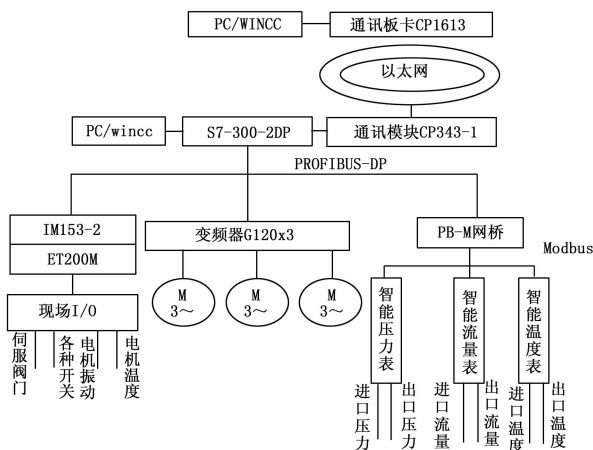 PC/WINCC
通讯板卡CP1613
以太网
PC/wincc
S7-300-2DP
通讯模块CP343-1
PROFIBUS-DP
IM153-2
ET200M
变频器G120x3
PB-M网桥
Modbus
现场I/O
M
3～
M
3～
M
3～
智能压力表
智能流量表
智能温度表
伺服阀门
各种开关
电机振动
电机温度
进口压力
出口压力
进口流量
出口流量
进口温度
出口温度